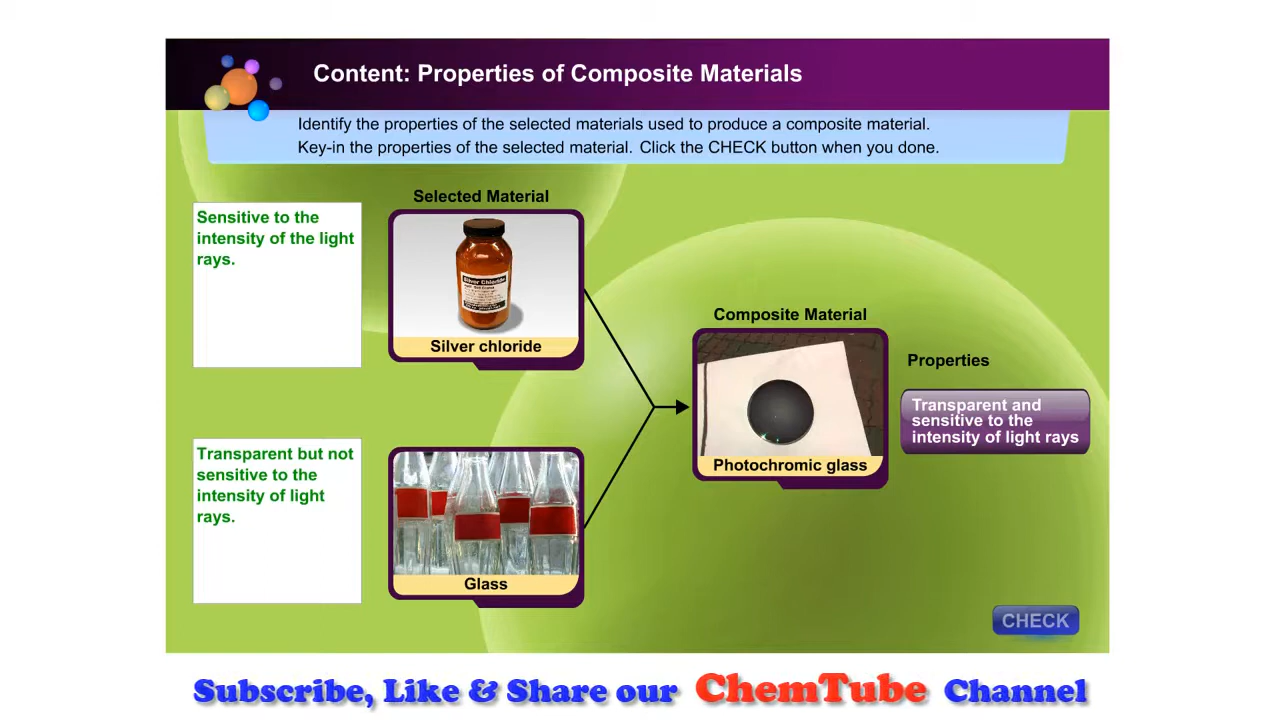 Content: Properties of Composite Materials
Identify the properties of the selected materials used to produce a composite material.
Key-in the properties of the selected material. Click the CHECK button when you done.
Selected Material
Sensitive to the
intensity of the light
rays.
Silver Chloride
Silver chloride
Composite Material
Photochromic glass
Properties
Transparent and
sensitive to the
intensity of light rays
Transparent but not
sensitive to the
intensity of light
rays.
Glass
CHECK
Subscribe, Like & Share our ChemTube Channel